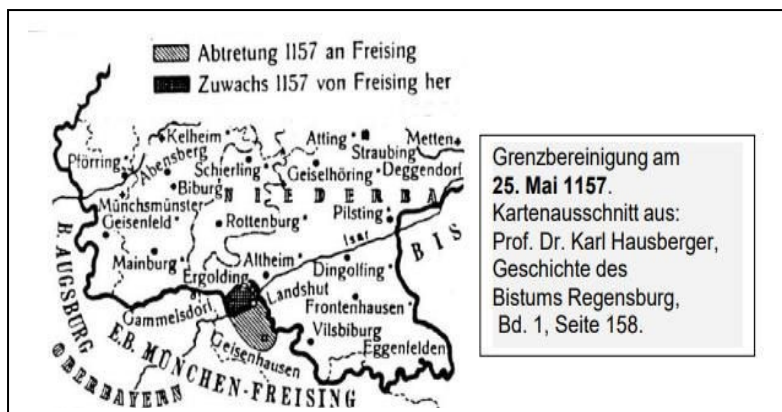 Abtretung 1157 an Freising
Zuwachs 1157 von Freising her
Kelheim
Atting
Metten
Straubing
Pförring
Abensberg
Schierling
Geiselhöring
Deggendorf
Biburg
NIEDERBA
Münchsmünster
Geisenfeld
Rottenburg
Pilsting
BIS
Isar
Mainburg
Altheim
Dingolfing
Ergolding
Landshut
Frontenhausen
Gammelsdorf
Vilsbiburg
Geisenhausen
Eggenfelden
B. AUGSBURG
E.B. MÜNCHEN-FREISING
OBERBAYERN
Grenzbereinigung am
25. Mai 1157.
Kartenausschnitt aus:
Prof. Dr. Karl Hausberger,
Geschichte des
Bistums Regensburg,
Bd. 1, Seite 158.